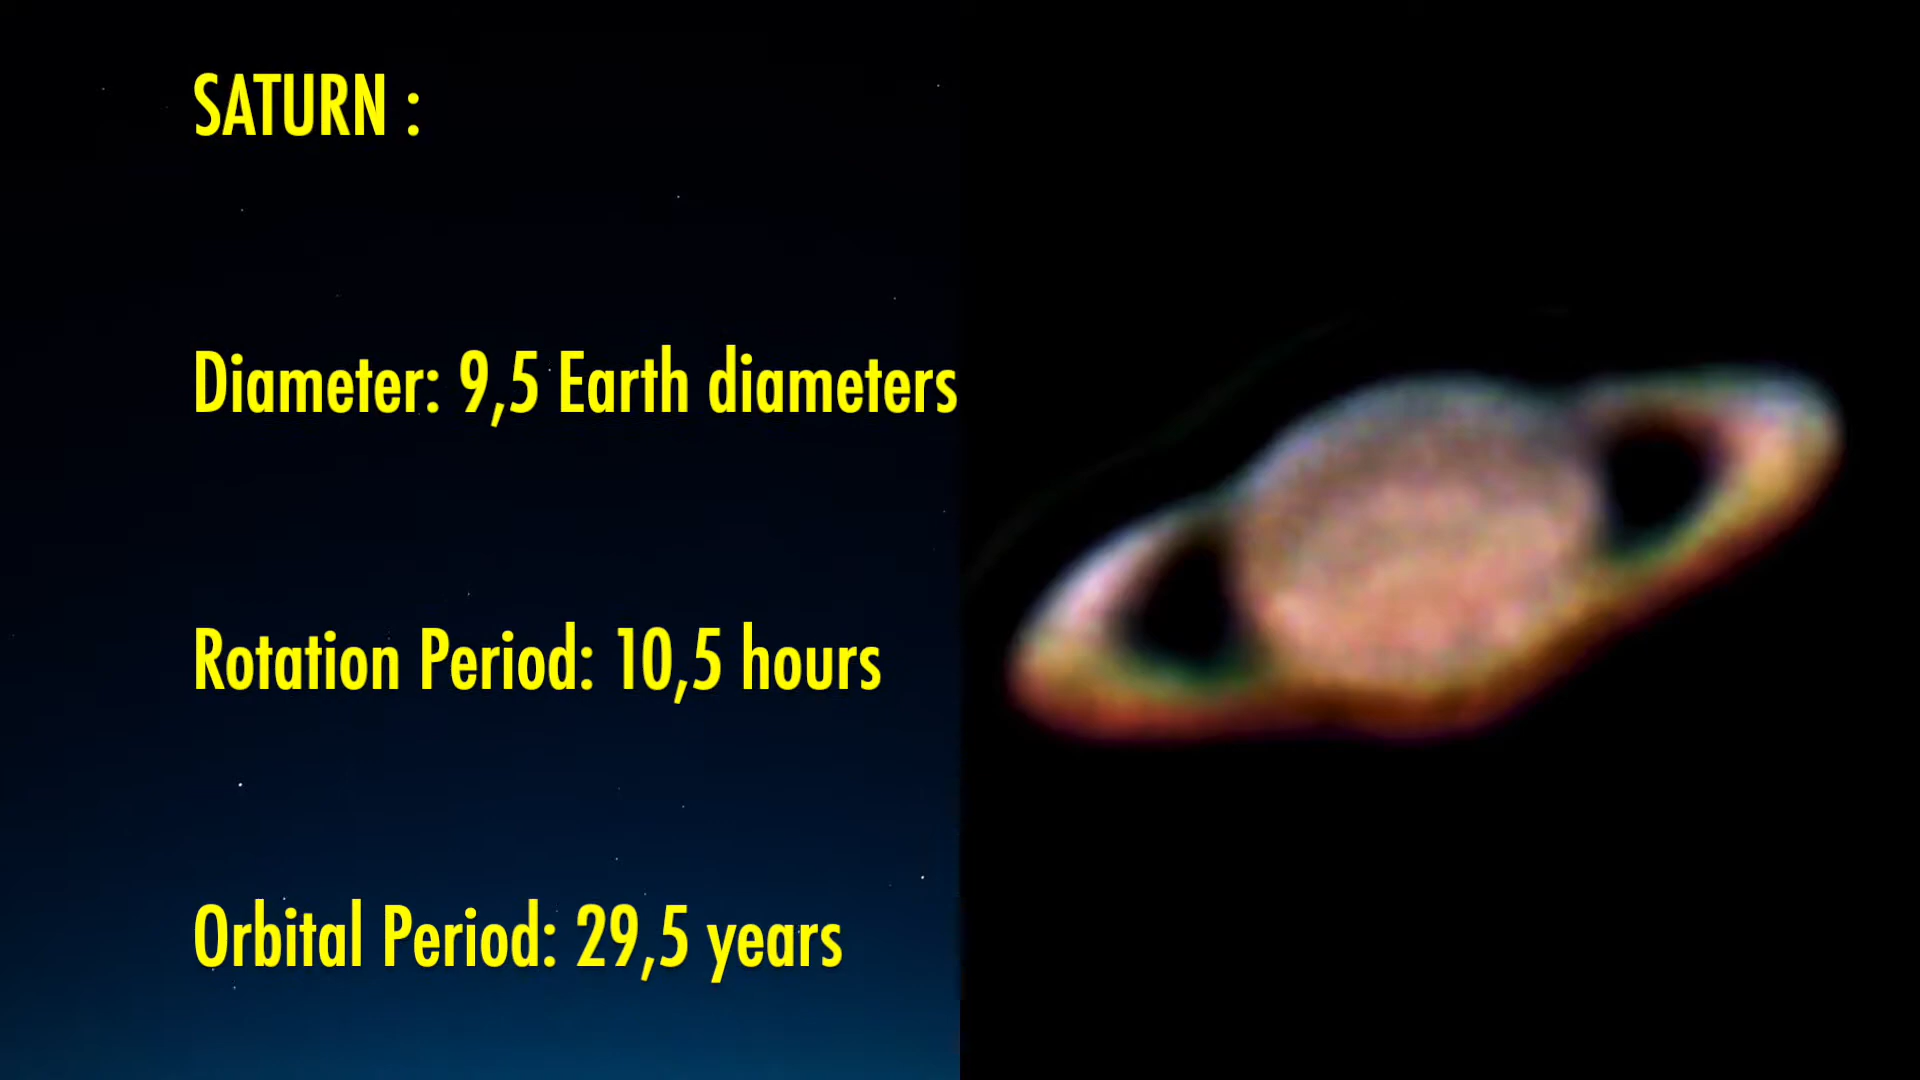 SATURN :
Diameter: 9,5 Earth diameters
Rotation Period: 10,5 hours
Orbital Period: 29,5 years